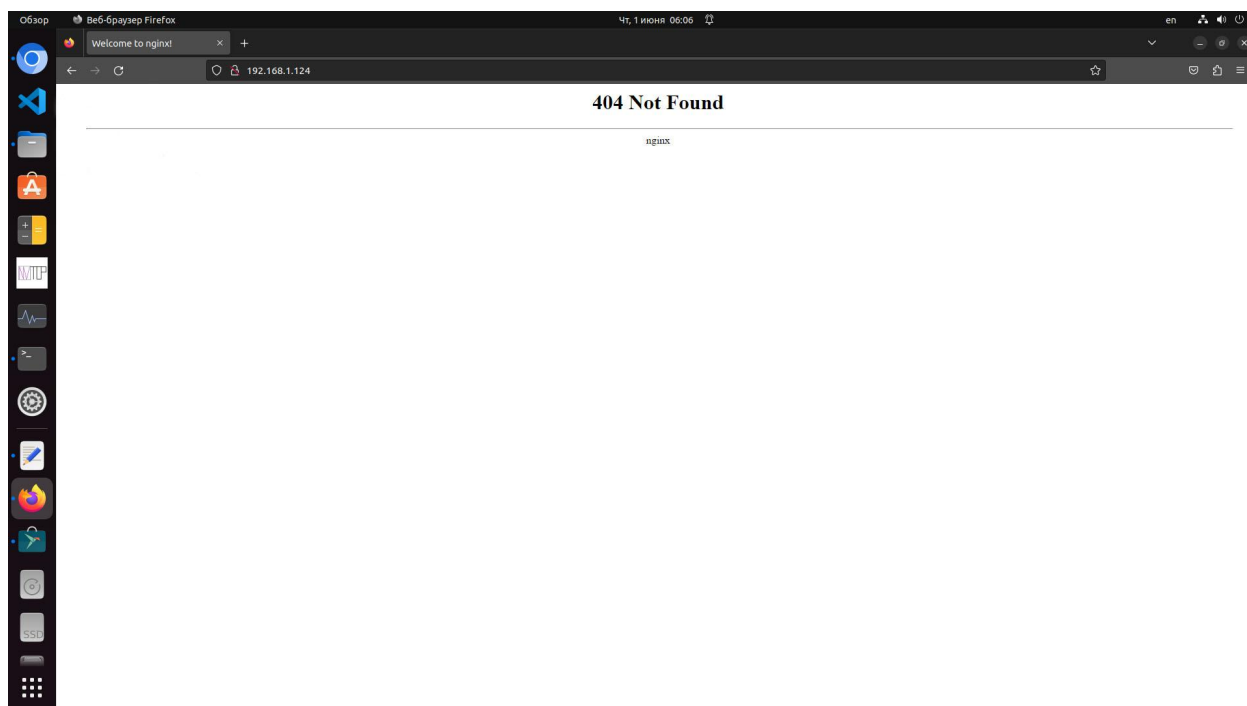 Обзор Веб-браузер Firefox Чт, 1 июня 06:06 en
Welcome to nginx!
192.168.1.124
404 Not Found
nginx
SSD